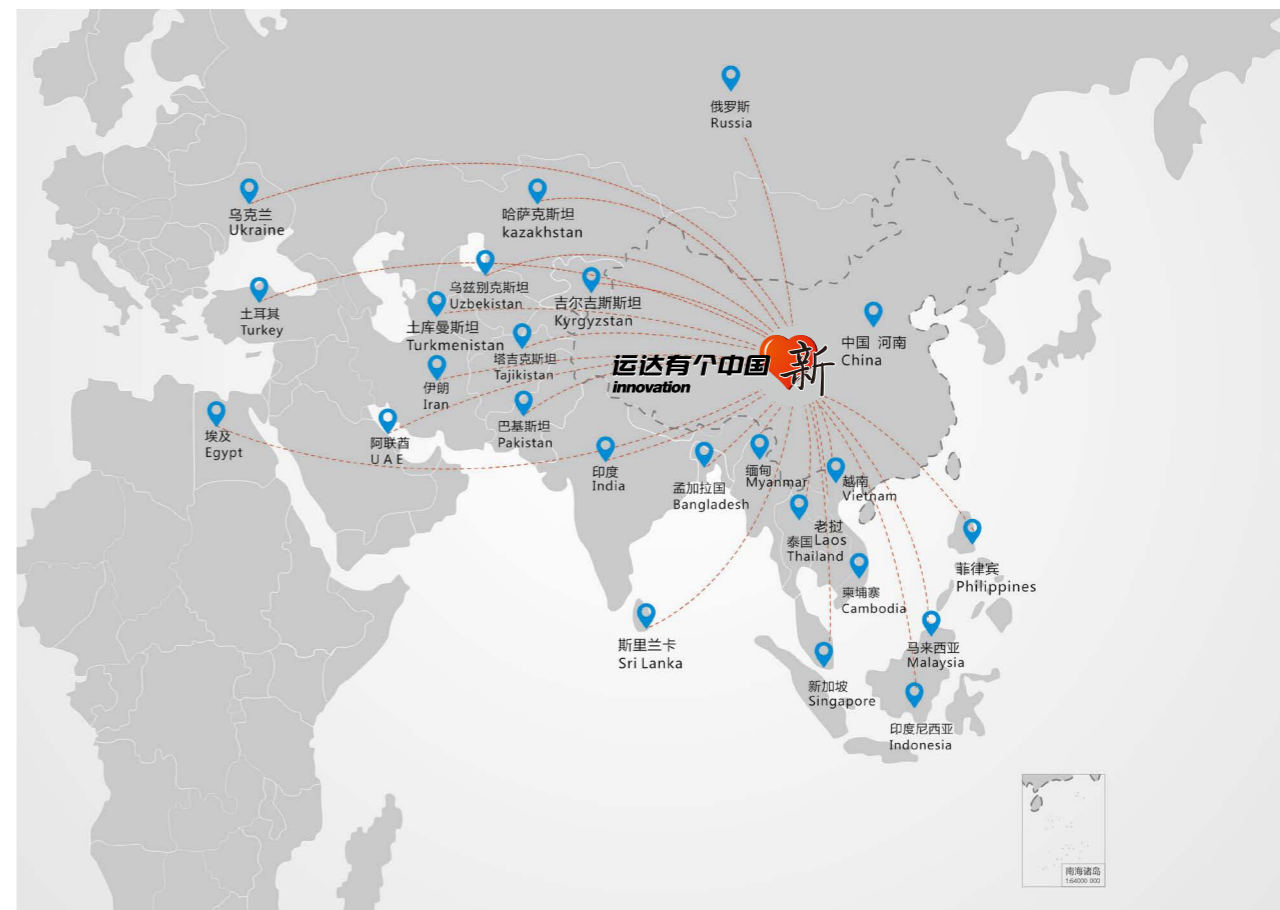 俄罗斯
Russia
乌克兰
Ukraine
哈萨克斯坦
kazakhstan
乌兹别克斯坦
Uzbekistan
吉尔吉斯斯坦
Kyrgyzstan
土耳其
Turkey
土库曼斯坦
Turkmenistan
塔吉克斯坦
Tajikistan
中国 河南
China
运达有个中国新
innovation
伊朗
Iran
埃及
Egypt
阿联酋
U A E
巴基斯坦
Pakistan
印度
India
孟加拉国
Bangladesh
缅甸
Myanmar
越南
Vietnam
老挝
Laos
泰国
Thailand
柬埔寨
Cambodia
菲律宾
Philippines
斯里兰卡
Sri Lanka
马来西亚
Malaysia
新加坡
Singapore
印度尼西亚
Indonesia
南海诸岛
1:64000 000